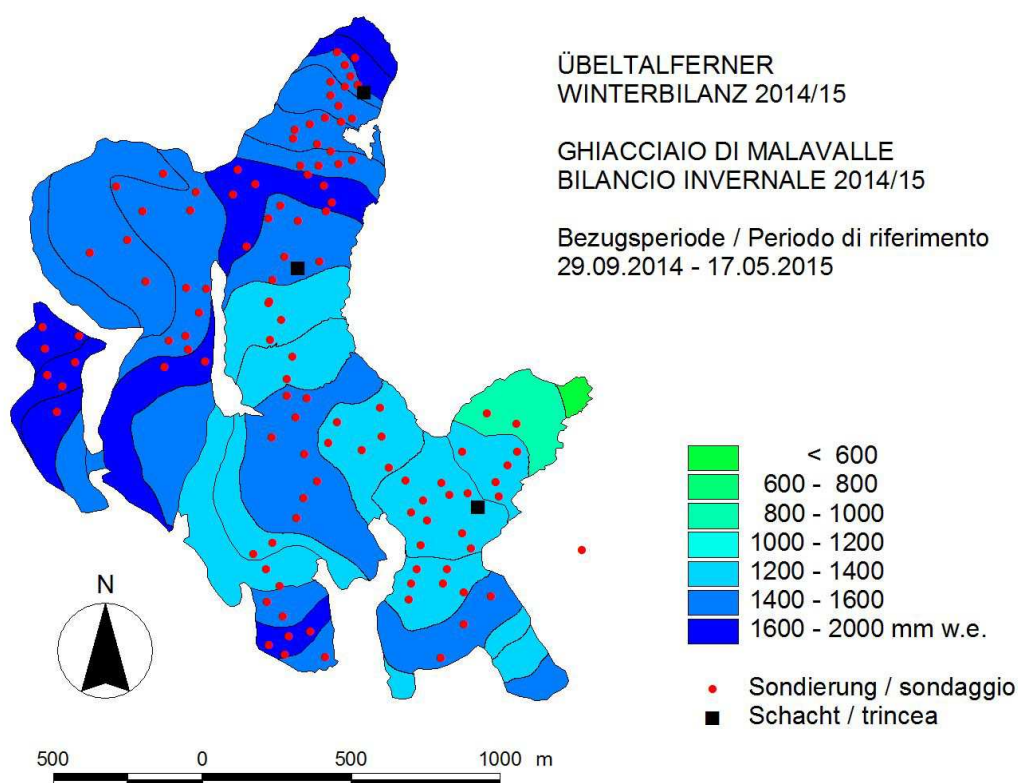 ÜBELTALFERNER
WINTERBILANZ 2014/15
GHIACCIAIO DI MALAVALLE
BILANCIO INVERNALE 2014/15
Bezugsperiode / Periodo di riferimento
29.09.2014 - 17.05.2015
< 600
600 - 800
800 - 1000
1000 - 1200
1200 - 1400
1400 - 1600
1600 - 2000 mm w.e.
N
Sondierung / sondaggio
Schacht / trincea
500 0 500 1000 m